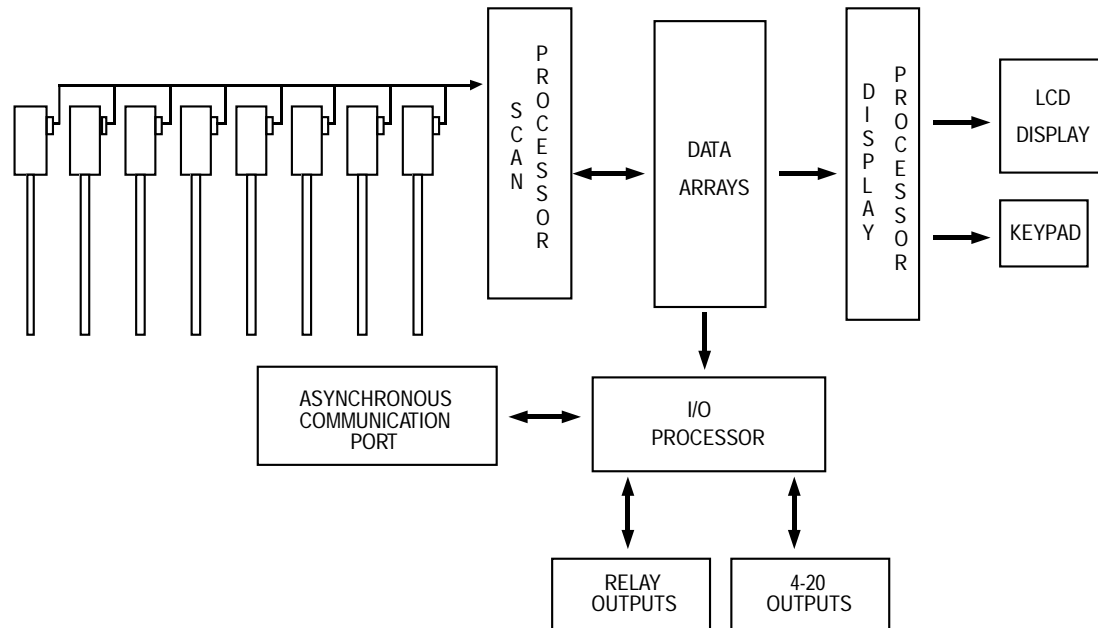 SCAN
PROCESSOR
DATA
ARRAYS
DISPLAY
PROCESSOR
LCD
DISPLAY
KEYPAD
ASYNCHRONOUS
COMMUNICATION
PORT
I/O
PROCESSOR
RELAY
OUTPUTS
4-20
OUTPUTS